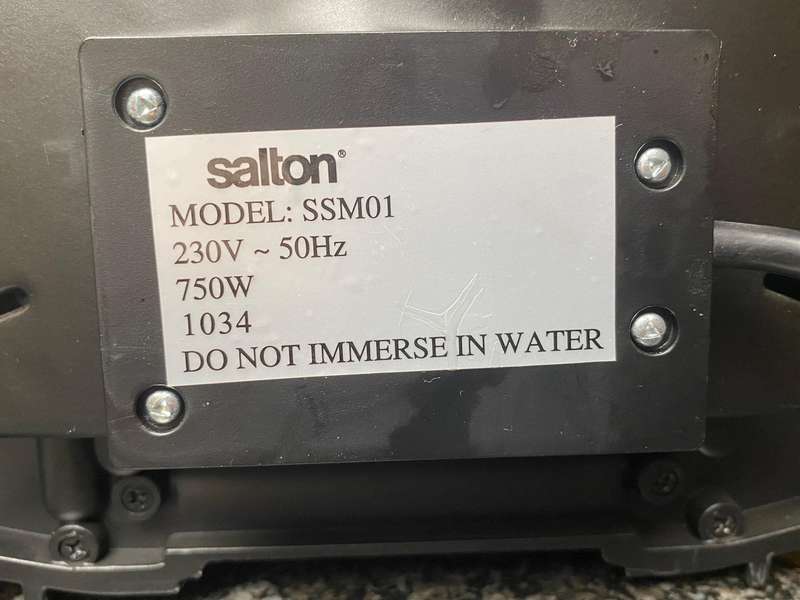 salton®
MODEL: SSM01
230V ~ 50Hz
750W
1034
DO NOT IMMERSE IN WATER